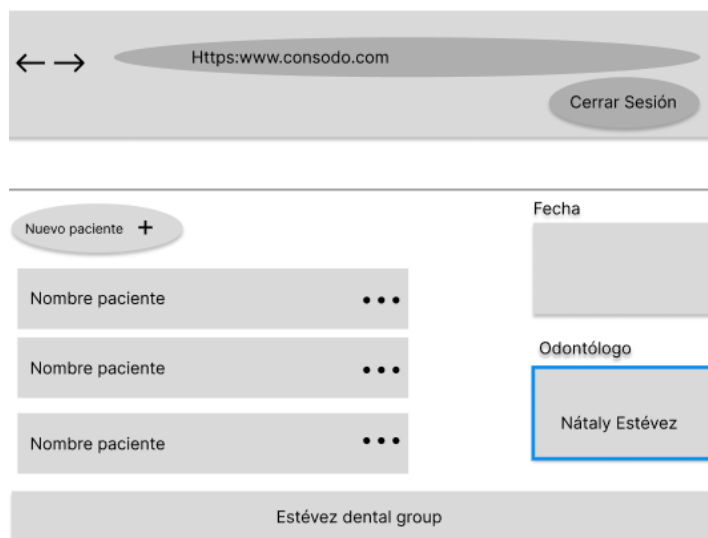 Https:www.consodo.com
Cerrar Sesión
Nuevo paciente +
Fecha
Nombre paciente
Nombre paciente
Odontólogo
Nombre paciente
Nátaly Estévez
Estévez dental group